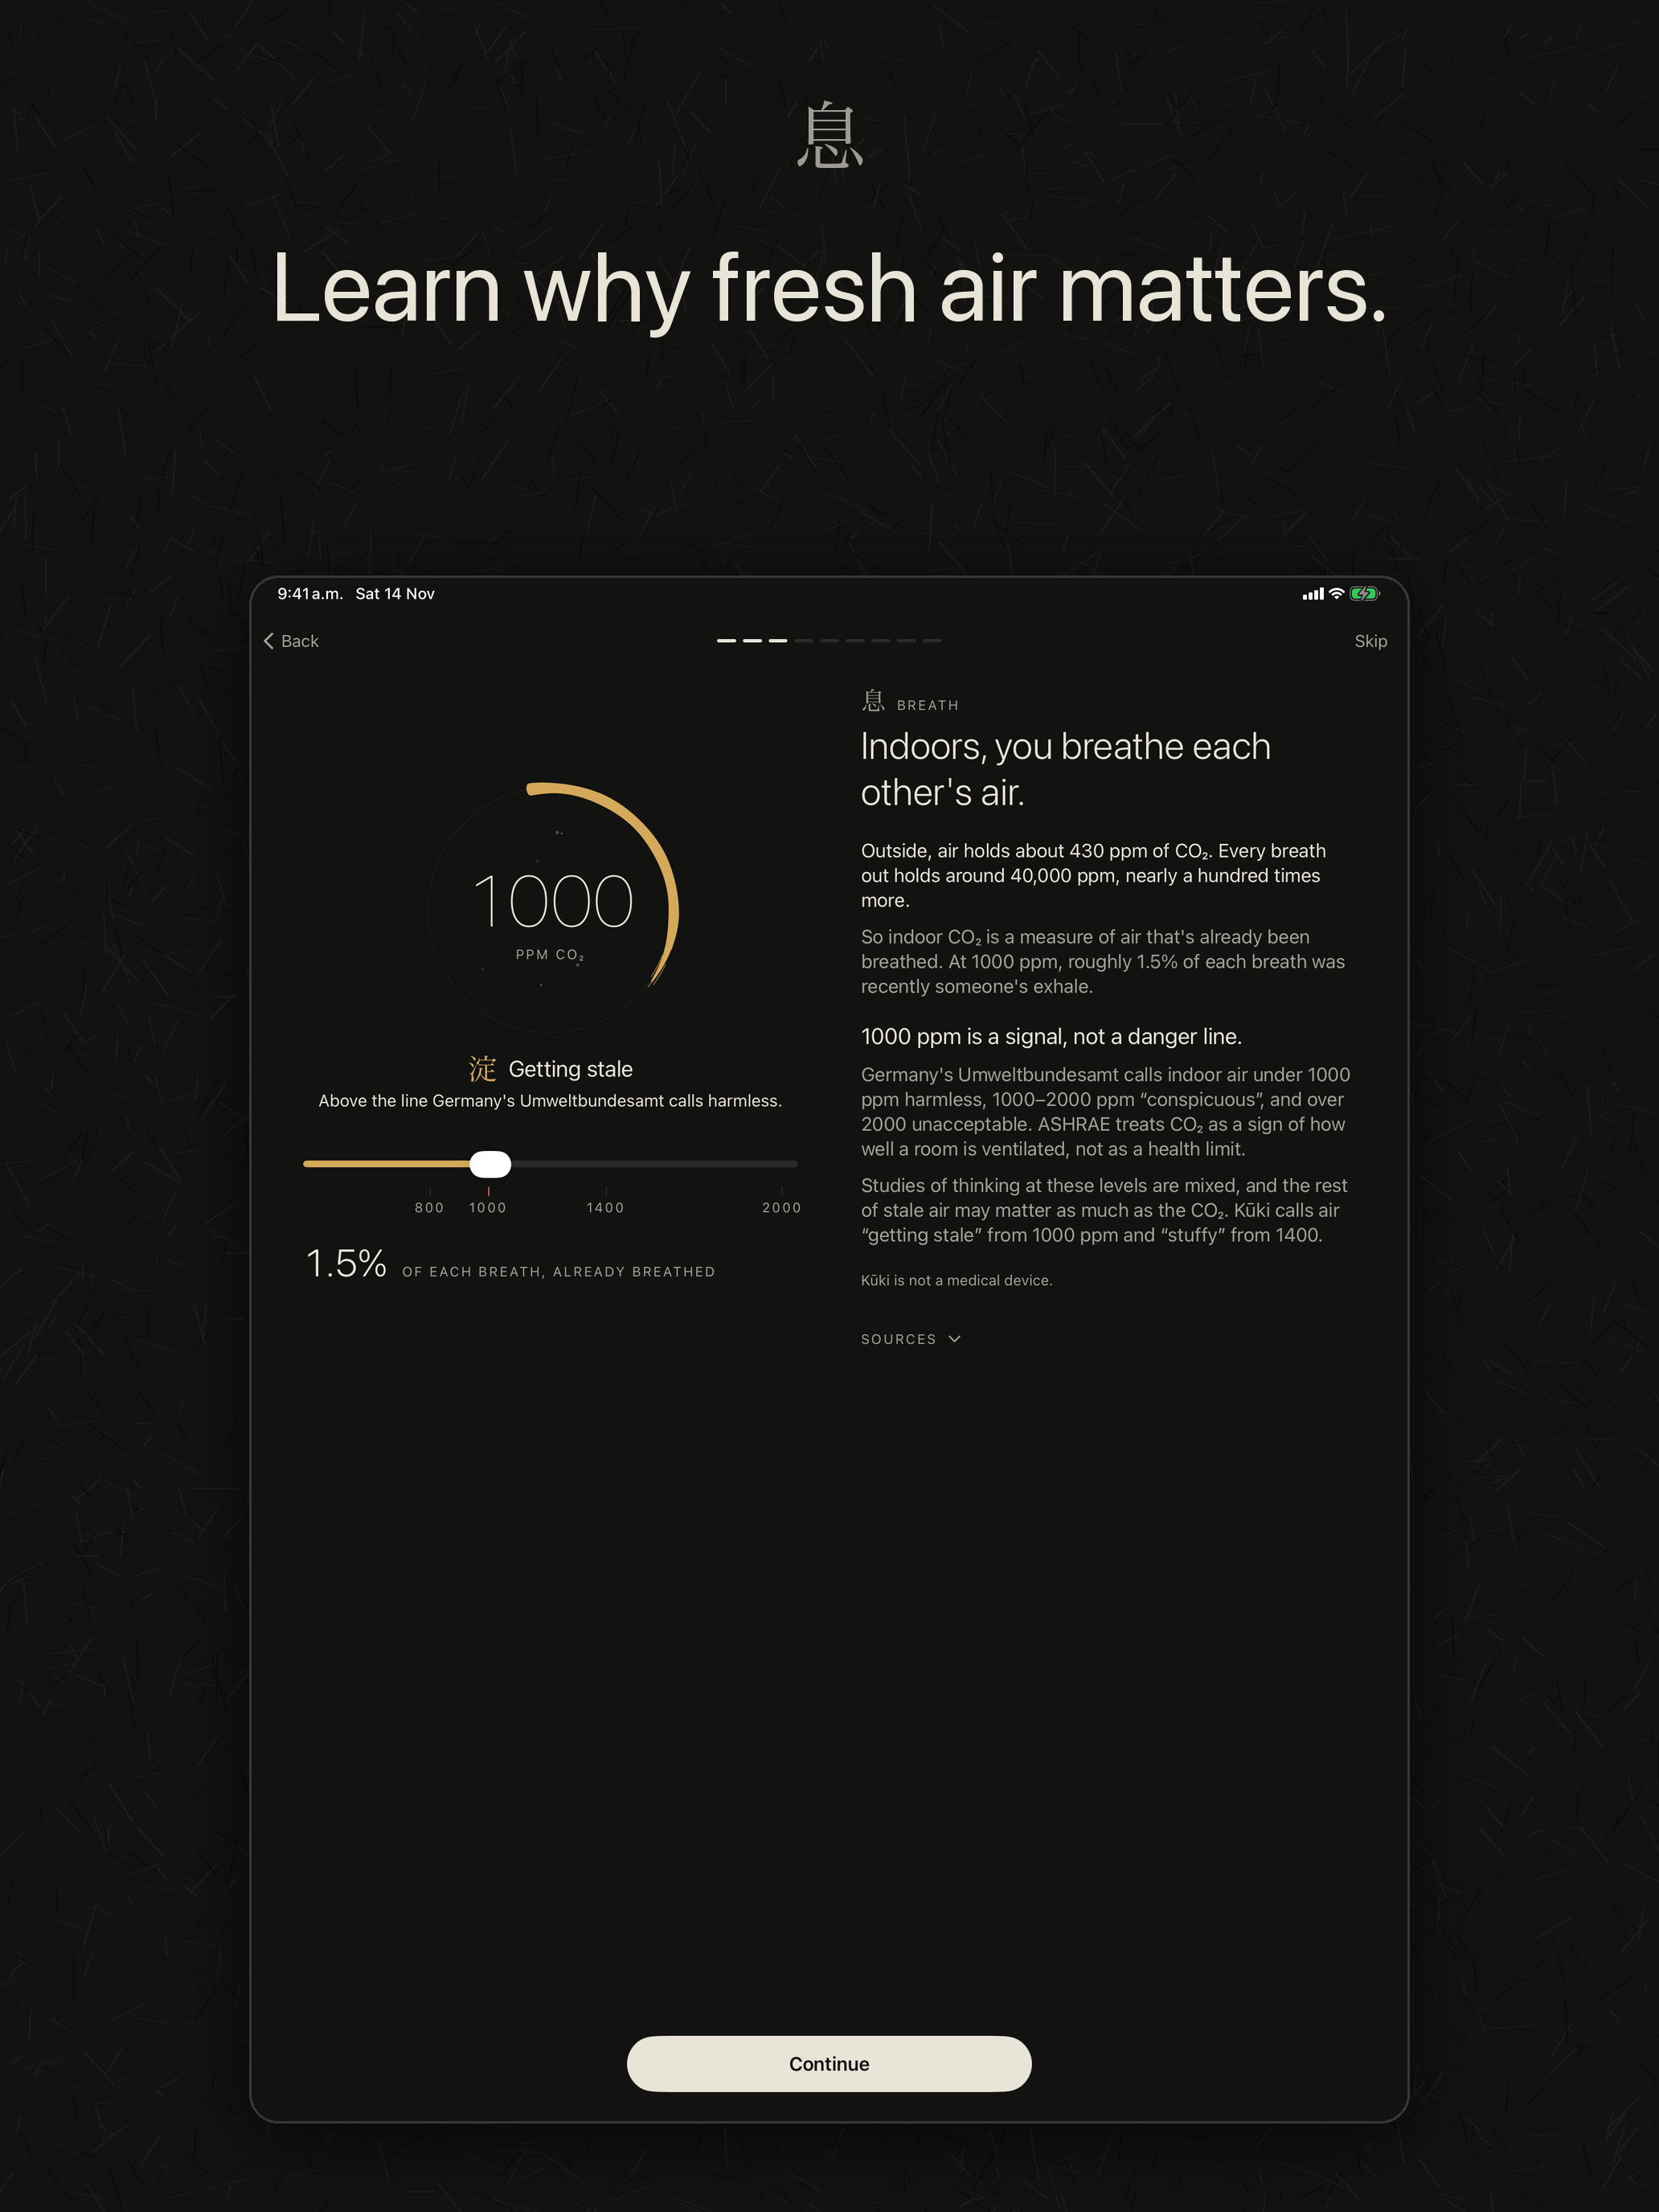 息
Learn why fresh air matters.
9:41 a.m. Sat 14 Nov
Back
Skip
1000
PPM CO₂
淀 Getting stale
Above the line Germany's Umweltbundesamt calls harmless.
800 1000 1400 2000
1.5% OF EACH BREATH, ALREADY BREATHED
息 BREATH
Indoors, you breathe each
other's air.
Outside, air holds about 430 ppm of CO₂. Every breath
out holds around 40,000 ppm, nearly a hundred times
more.
So indoor CO₂ is a measure of air that's already been
breathed. At 1000 ppm, roughly 1.5% of each breath was
recently someone's exhale.
1000 ppm is a signal, not a danger line.
Germany's Umweltbundesamt calls indoor air under 1000
ppm harmless, 1000–2000 ppm “conspicuous”, and over
2000 unacceptable. ASHRAE treats CO₂ as a sign of how
well a room is ventilated, not as a health limit.
Studies of thinking at these levels are mixed, and the rest
of stale air may matter as much as the CO₂. Kūki calls air
“getting stale” from 1000 ppm and “stuffy” from 1400.
Kūki is not a medical device.
SOURCES
Continue